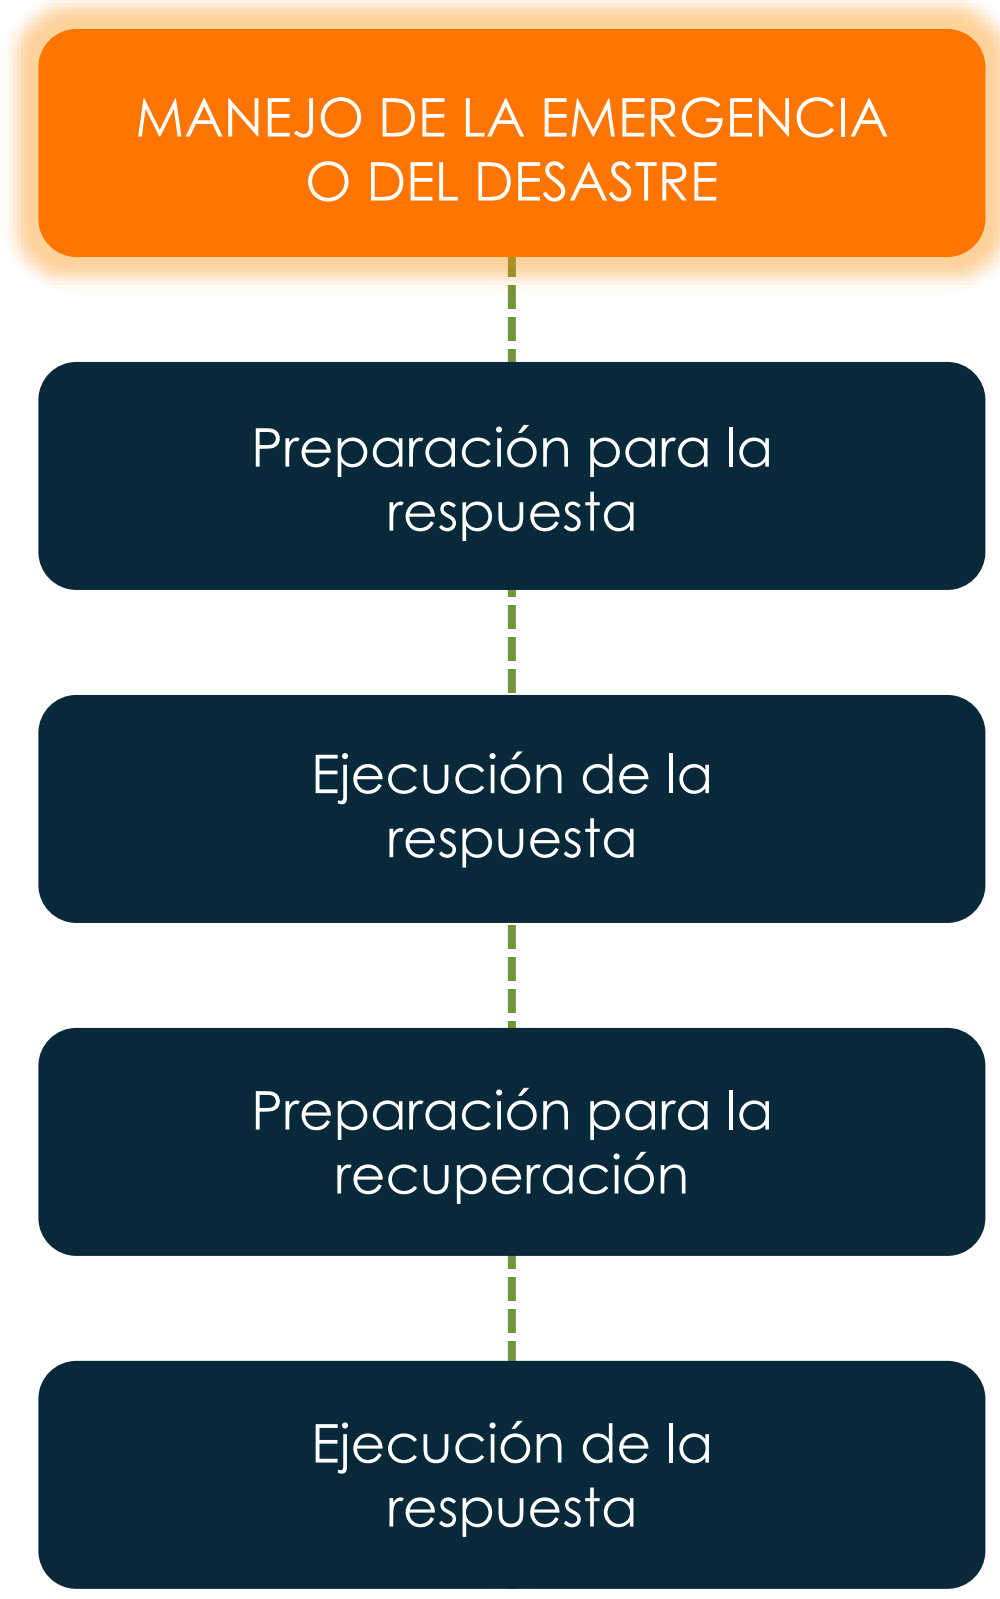 MANEJO DE LA EMERGENCIA
O DEL DESASTRE
Preparación para la
respuesta
Ejecución de la
respuesta
Preparación para la
recuperación
Ejecución de la
respuesta